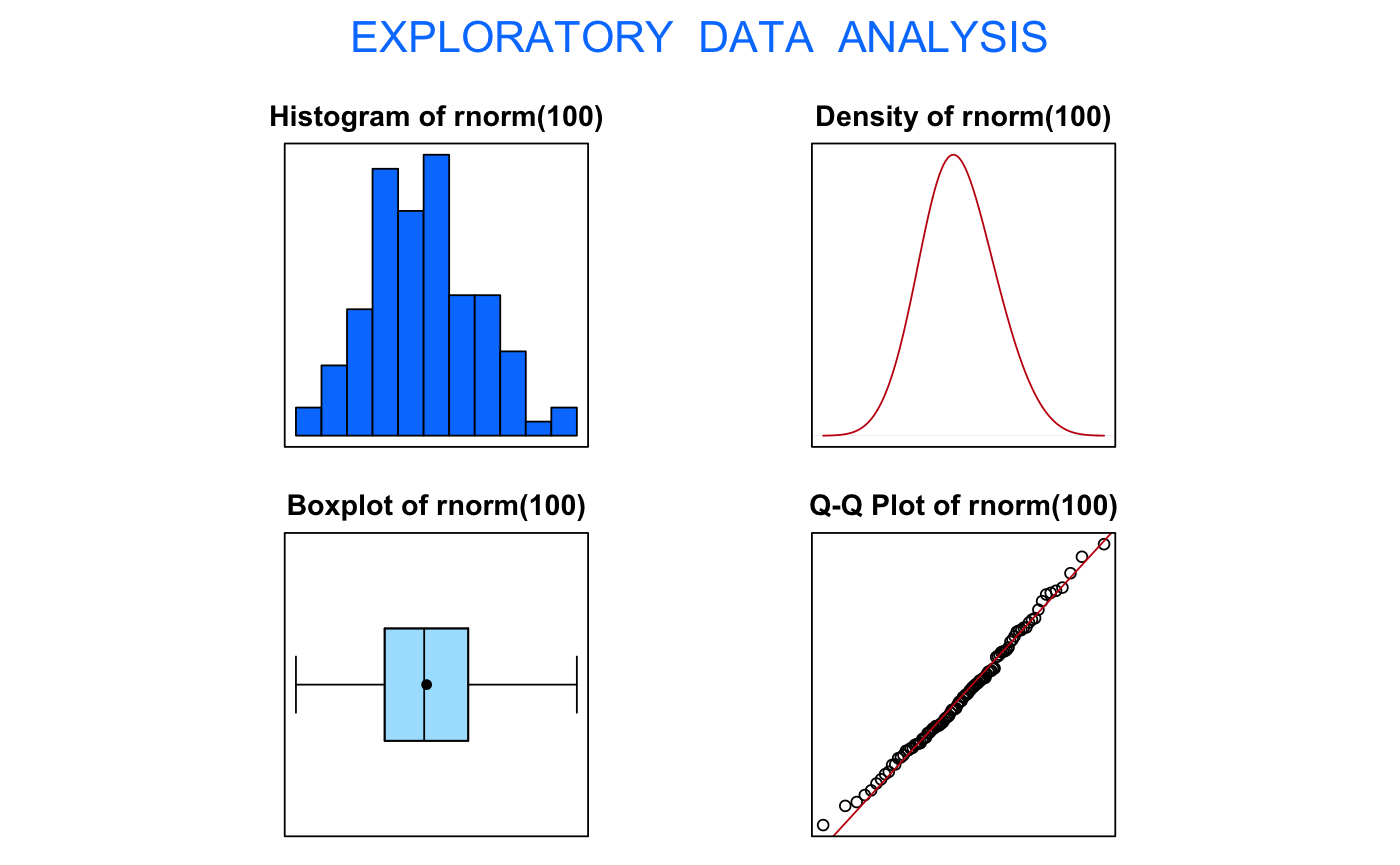 EXPLORATORY DATA ANALYSIS
Histogram of rnorm(100)
Density of rnorm(100)
Boxplot of rnorm(100)
Q-Q Plot of rnorm(100)